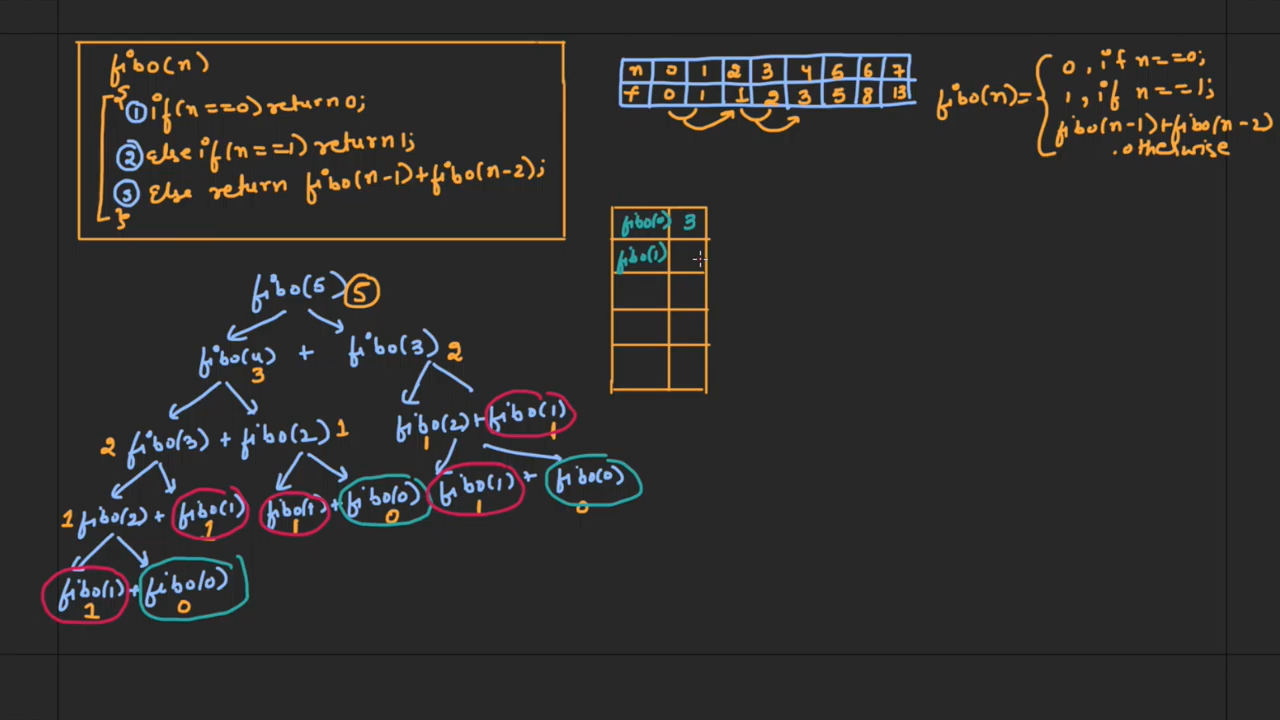 fibo(n)
{
1 if(n==0) return 0;
2 Else if(n==1) return 1;
3 Else return fibo(n-1)+fibo(n-2);
}
n 0 1 2 3 4 5 6 7
f 0 1 1 2 3 5 8 13
fibo(n)=
0, if n==0;
1, if n==1;
fibo(n-1)+fibo(n-2)
.otherwise
fibo(0) 3
fibo(1)
fibo(5) 5
fibo(4) + fibo(3) 2
3
2 fibo(3) + fibo(2) 1
fibo(2)+fibo(1)
1 1
1 fibo(2) + fibo(1) fibo(1) + fibo(0) fibo(1) + fibo(0)
1 1 0 1 0
fibo(1)+fibo(0)
1 0